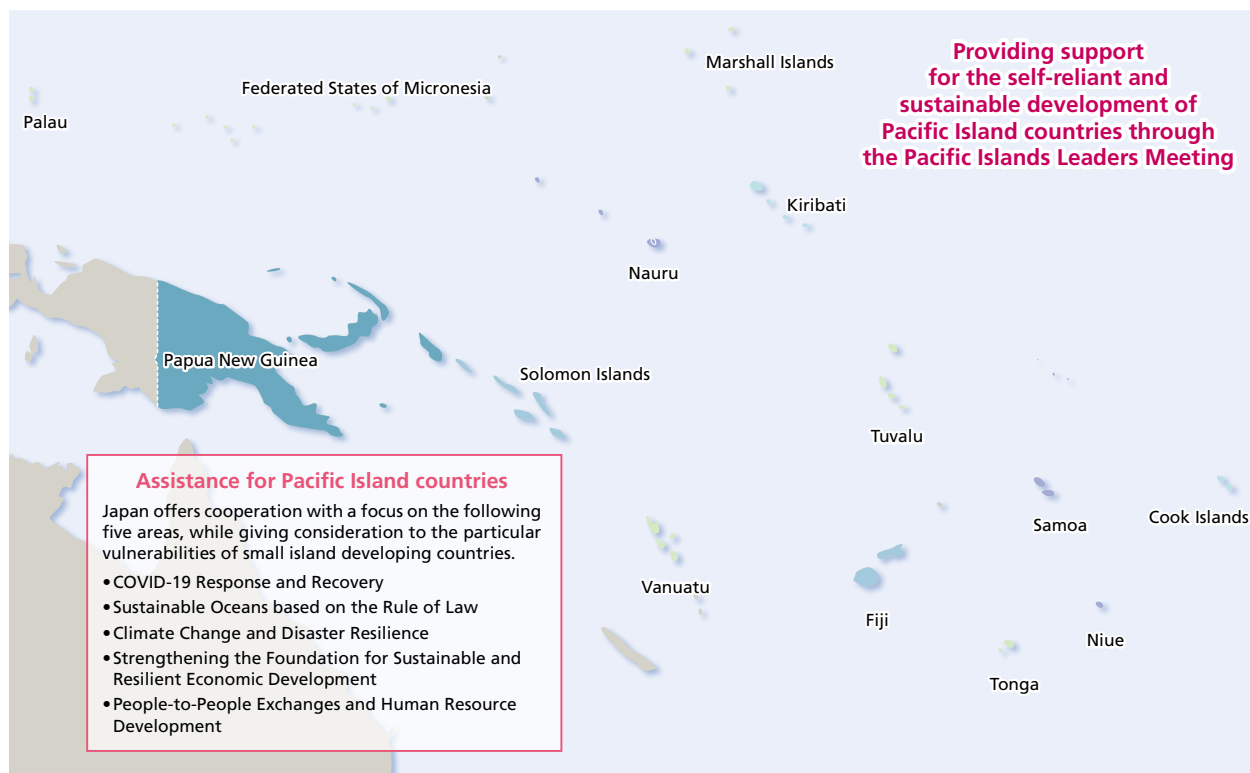 Providing support
for the self-reliant and
sustainable development of
Pacific Island countries through
the Pacific Islands Leaders Meeting
Marshall Islands
Federated States of Micronesia
Palau
Kiribati
Nauru
Papua New Guinea
Solomon Islands
Tuvalu
Samoa
Cook Islands
Vanuatu
Fiji
Niue
Tonga
Assistance for Pacific Island countries
Japan offers cooperation with a focus on the following
five areas, while giving consideration to the particular
vulnerabilities of small island developing countries.
•COVID-19 Response and Recovery
•Sustainable Oceans based on the Rule of Law
•Climate Change and Disaster Resilience
•Strengthening the Foundation for Sustainable and
Resilient Economic Development
•People-to-People Exchanges and Human Resource
Development